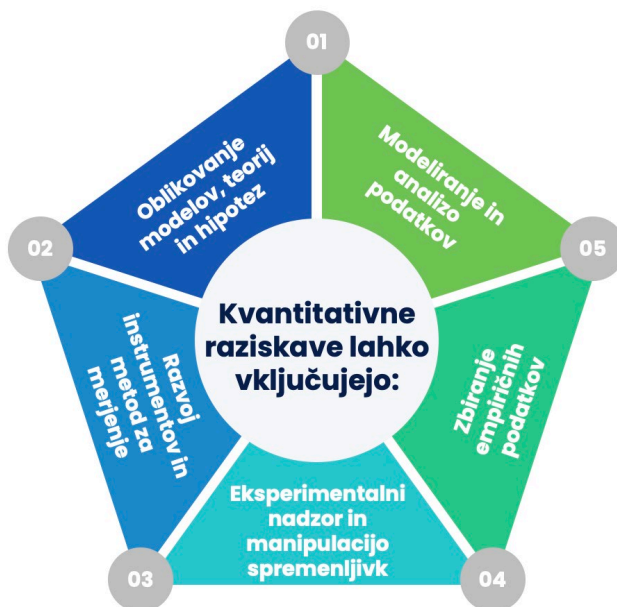 01
Oblikovanje
modelov, teorij
in hipotez
02
Razvoj
instrumentov in
metod za
merjenje
03
Eksperimentalni
nadzor in
manipulacijo
spremenljivk
04
Zbiranje
empiričnih
podatkov
05
Modeliranje in
analizo
podatkov
Kvantitativne
raziskave lahko
vključujejo: